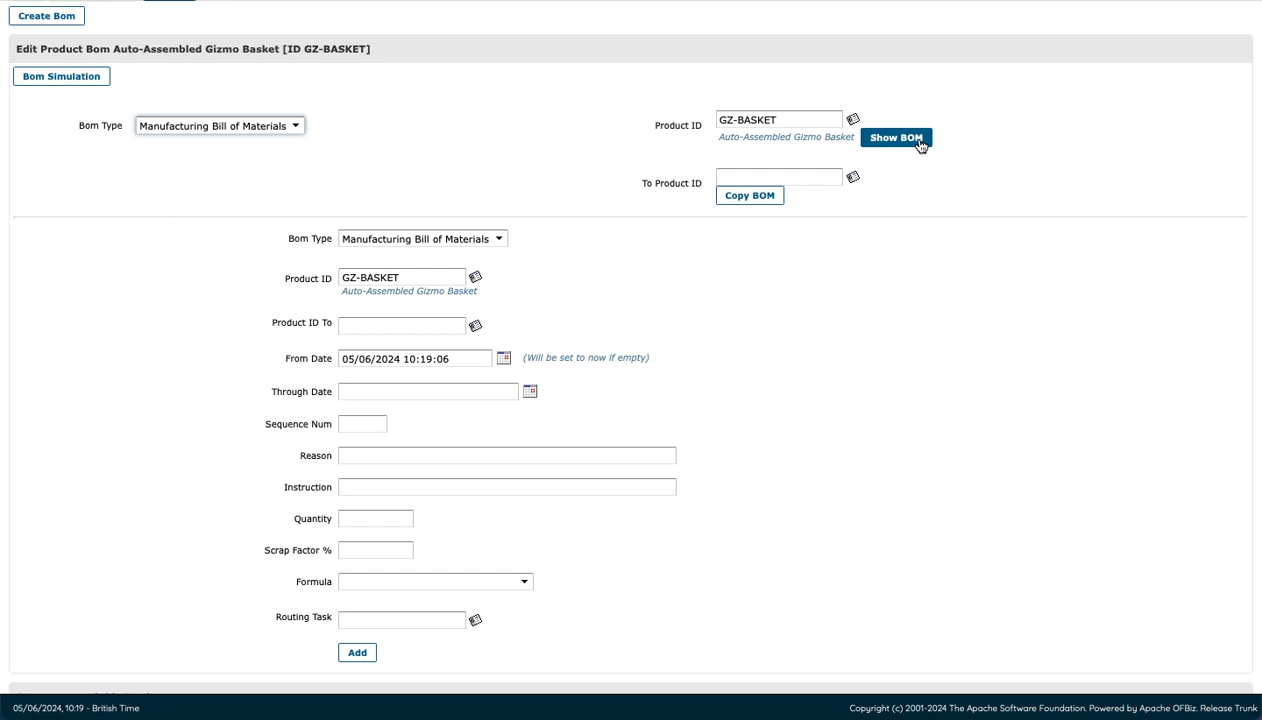 Create Bom
Edit Product Bom Auto-Assembled Gizmo Basket [ID GZ-BASKET]
Bom Simulation
Bom Type Manufacturing Bill of Materials
Product ID GZ-BASKET
Auto-Assembled Gizmo Basket Show BOM
To Product ID
Copy BOM
Bom Type Manufacturing Bill of Materials
Product ID GZ-BASKET
Auto-Assembled Gizmo Basket
Product ID To
From Date 05/06/2024 10:19:06 (Will be set to now if empty)
Through Date
Sequence Num
Reason
Instruction
Quantity
Scrap Factor %
Formula
Routing Task
Add
05/06/2024, 10:19 - British Time
Copyright (c) 2001-2024 The Apache Software Foundation. Powered by Apache OFBiz. Release Trunk